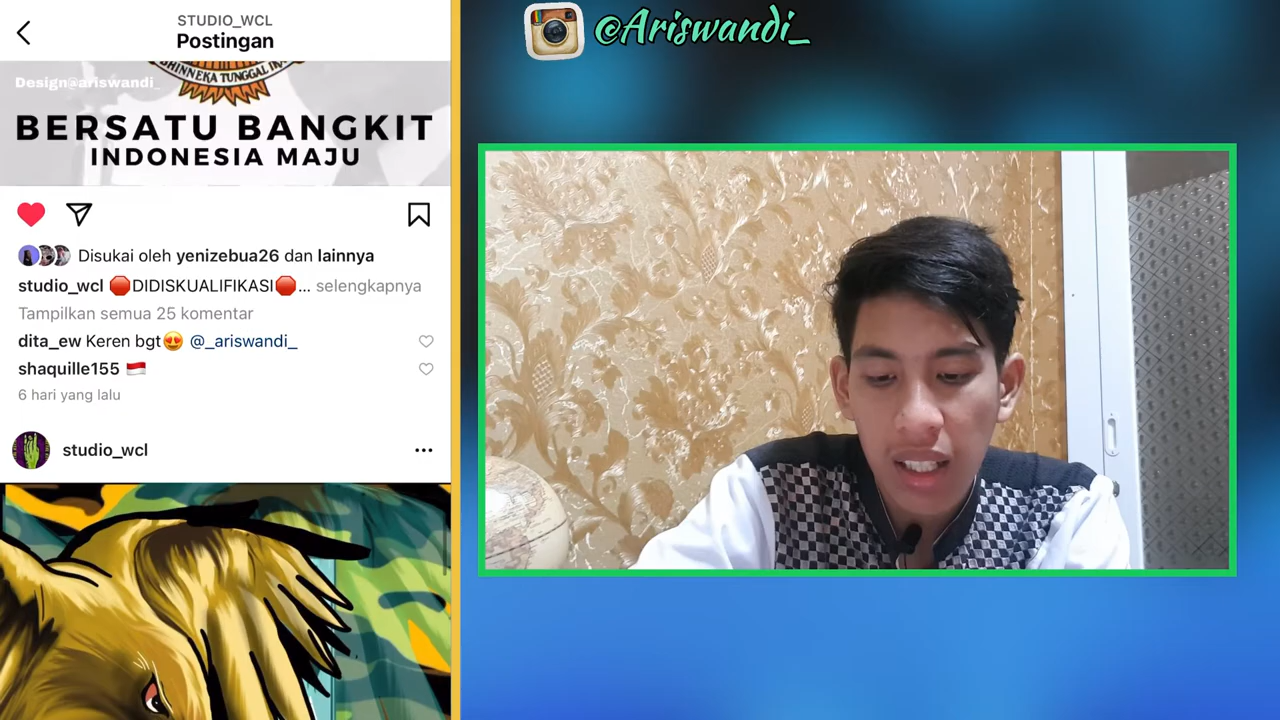 STUDIO_WCL
Postingan
Design@ariswandi_
BHINNEKA TUNGGAL IKA
BERSATU BANGKIT
INDONESIA MAJU
Disukai oleh yenizebua26 dan lainnya
studio_wcl 🛑DIDISKUALIFIKASI🛑... selengkapnya
Tampilkan semua 25 komentar
dita_ew Keren bgt😍 @_ariswandi_
shaquille155 🇮🇩
6 hari yang lalu
studio_wcl
@Ariswandi_